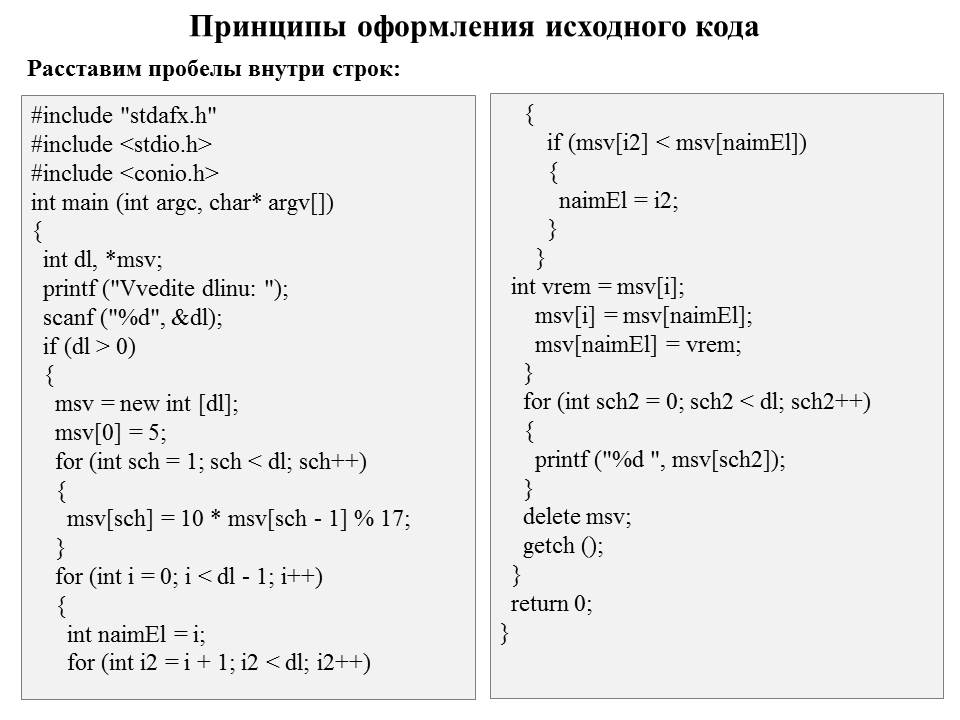 Принципы оформления исходного кода
Расставим пробелы внутри строк:
#include "stdafx.h"
#include <stdio.h>
#include <conio.h>
int main (int argc, char* argv[])
{
  int dl, *msv;
  printf ("Vvedite dlinu: ");
  scanf ("%d", &dl);
  if (dl > 0)
  {
    msv = new int [dl];
    msv[0] = 5;
    for (int sch = 1; sch < dl; sch++)
    {
      msv[sch] = 10 * msv[sch - 1] % 17;
    }
    for (int i = 0; i < dl - 1; i++)
    {
      int naimEl = i;
      for (int i2 = i + 1; i2 < dl; i2++)
    {
        if (msv[i2] < msv[naimEl])
        {
          naimEl = i2;
        }
      }
  int vrem = msv[i];
      msv[i] = msv[naimEl];
      msv[naimEl] = vrem;
    }
    for (int sch2 = 0; sch2 < dl; sch2++)
    {
      printf ("%d ", msv[sch2]);
    }
    delete msv;
    getch ();
  }
  return 0;
}